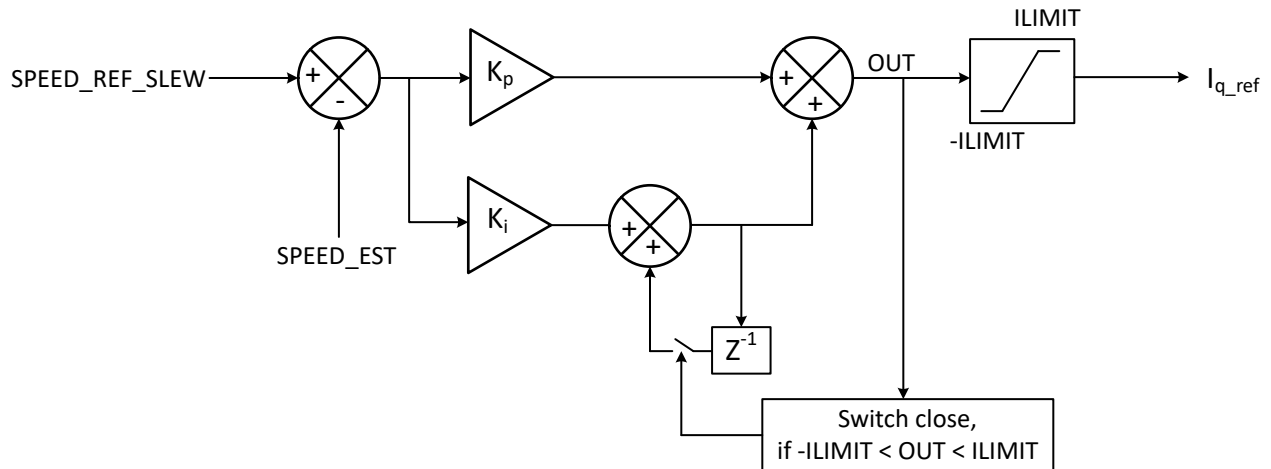 ILIMIT
SPEED_REF_SLEW
+
-
Kp
+
+
OUT
Iq_ref
-ILIMIT
Ki
+
+
SPEED_EST
Z-1
Switch close,
if -ILIMIT < OUT < ILIMIT